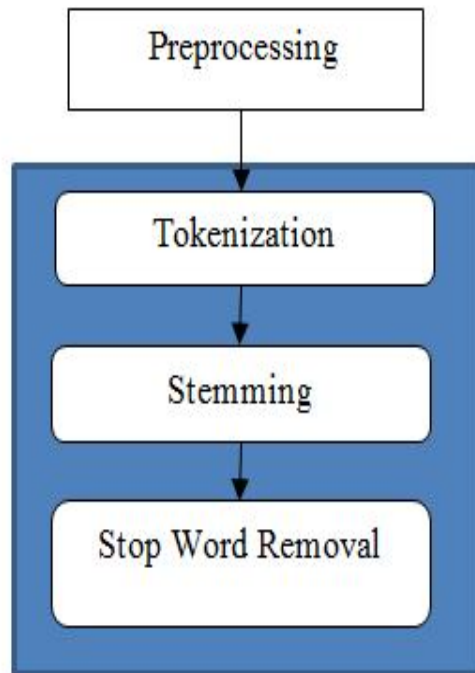 Preprocessing
Tokenization
Stemming
Stop Word Removal